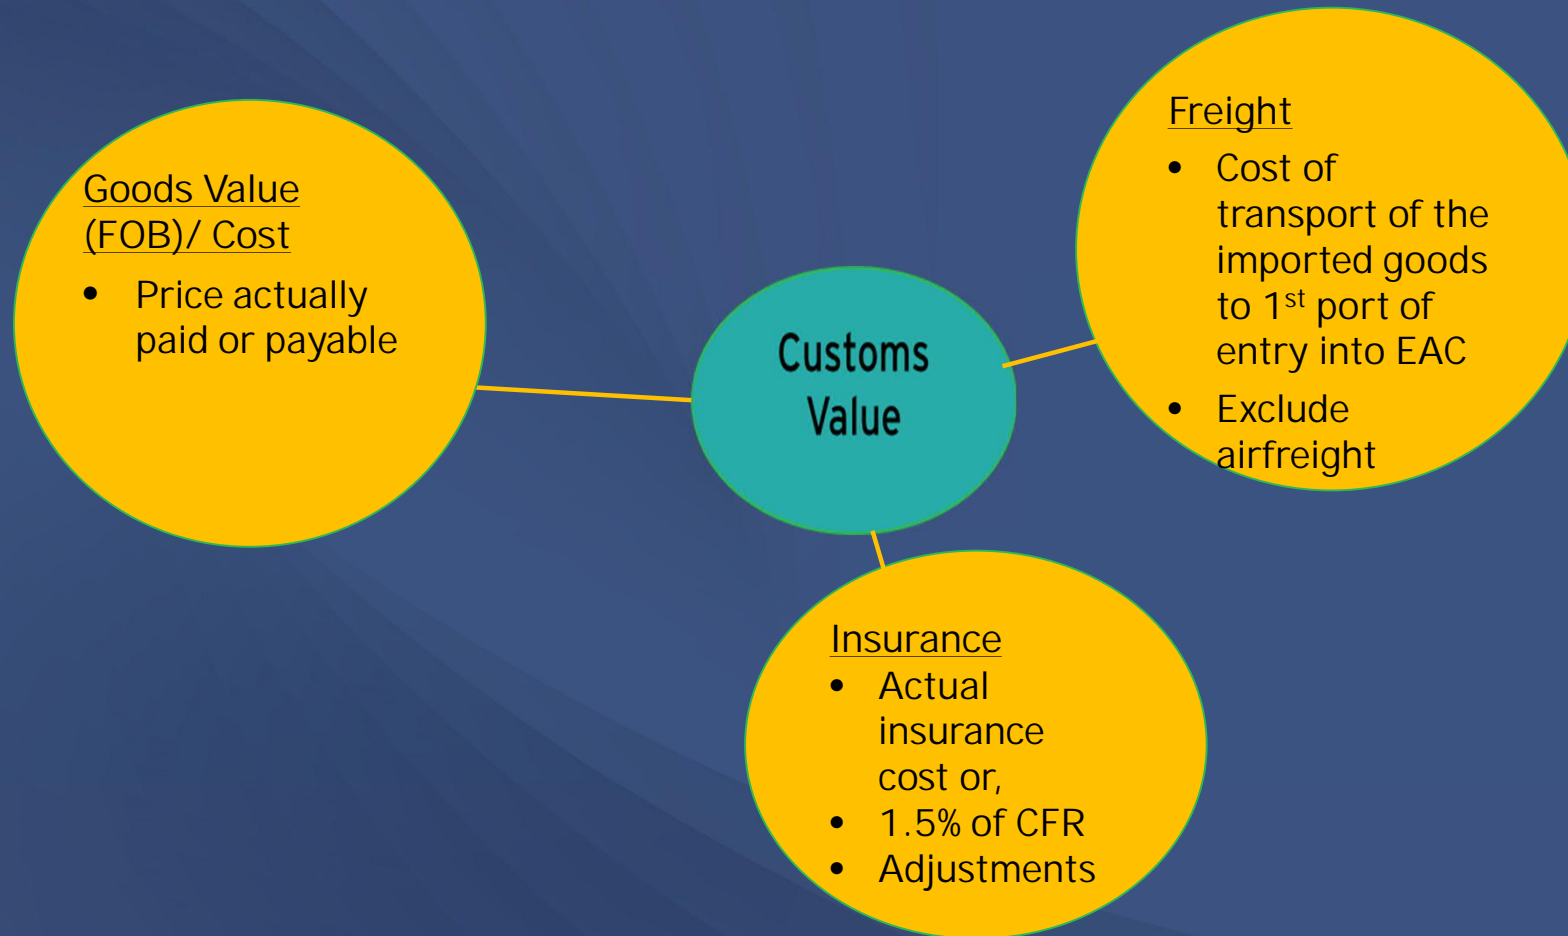 Goods Value
(FOB)/ Cost
• Price actually
paid or payable
Customs
Value
Freight
• Cost of
transport of the
imported goods
to 1st port of
entry into EAC
• Exclude
airfreight
Insurance
• Actual
insurance
cost or,
• 1.5% of CFR
• Adjustments